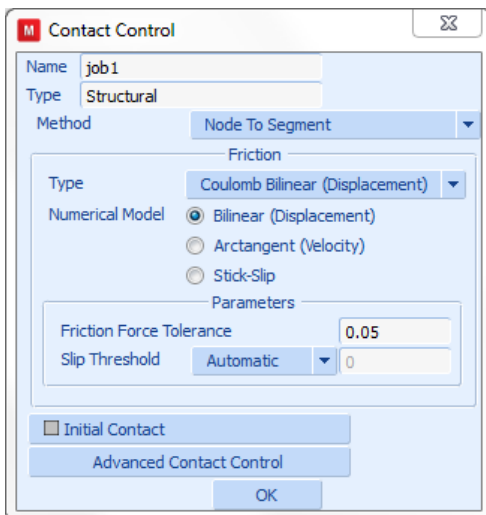 M Contact Control
Name job1
Type Structural
Method Node To Segment
Friction
Type Coulomb Bilinear (Displacement)
Numerical Model Bilinear (Displacement)
Arctangent (Velocity)
Stick-Slip
Parameters
Friction Force Tolerance 0.05
Slip Threshold Automatic 0
Initial Contact
Advanced Contact Control
OK